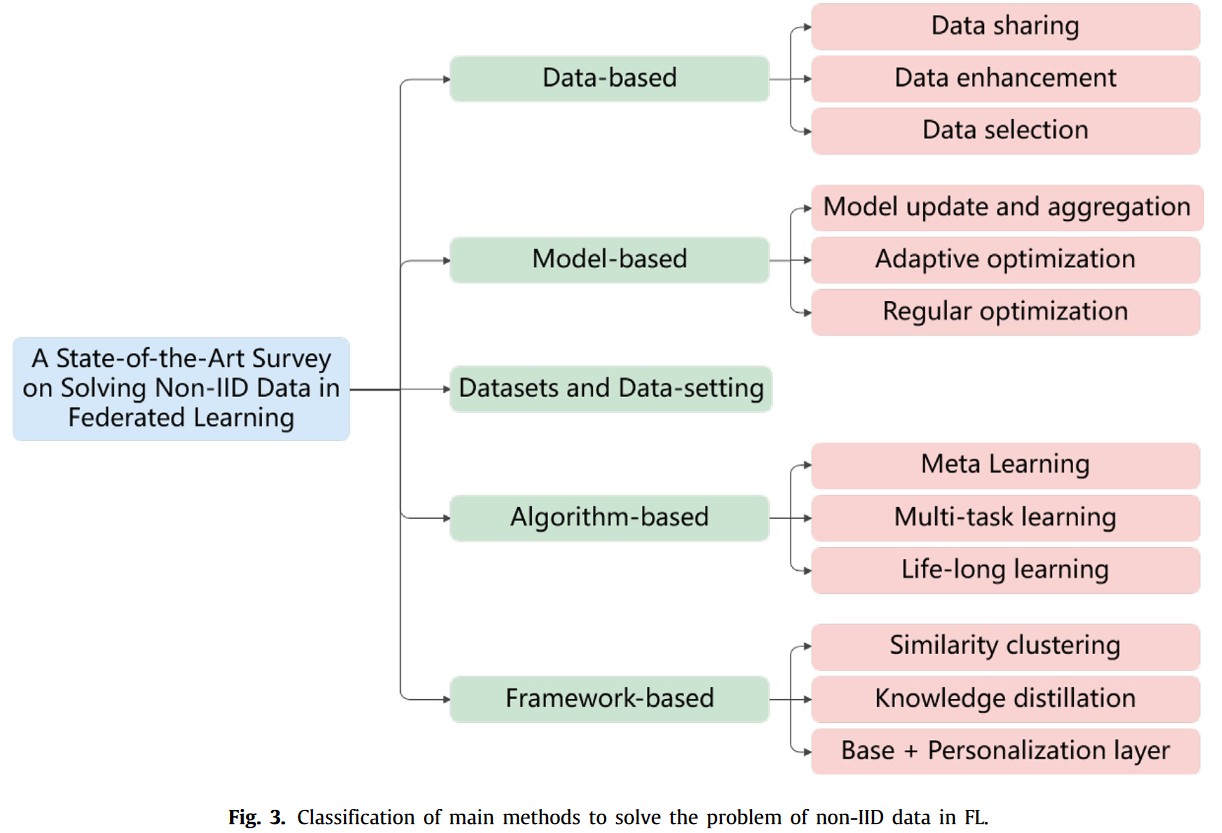 A State-of-the-Art Survey
on Solving Non-IID Data in
Federated Learning
Data-based
Data sharing
Data enhancement
Data selection
Model-based
Model update and aggregation
Adaptive optimization
Regular optimization
Datasets and Data-setting
Algorithm-based
Meta Learning
Multi-task learning
Life-long learning
Framework-based
Similarity clustering
Knowledge distillation
Base + Personalization layer
Fig. 3. Classification of main methods to solve the problem of non-IID data in FL.